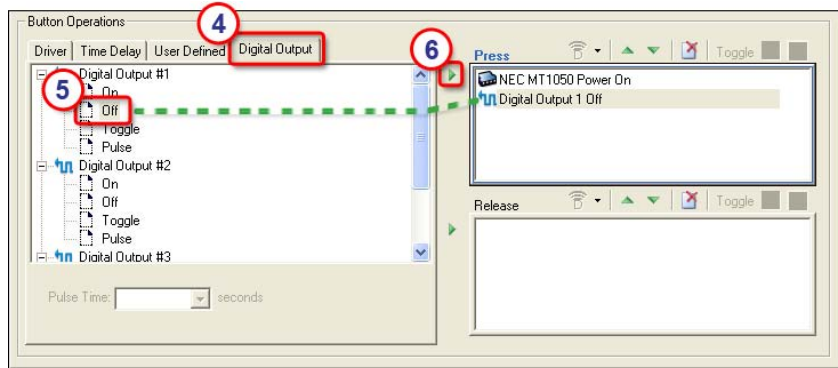 Button Operations
4
Driver
Time Delay
User Defined
Digital Output
5
Digital Output #1
On
Off
Toggle
Pulse
Digital Output #2
On
Off
Toggle
Pulse
Digital Output #3
Pulse Time:
seconds
6
Press
Toggle
NEC MT1050 Power On
Digital Output 1 Off
Release
Toggle